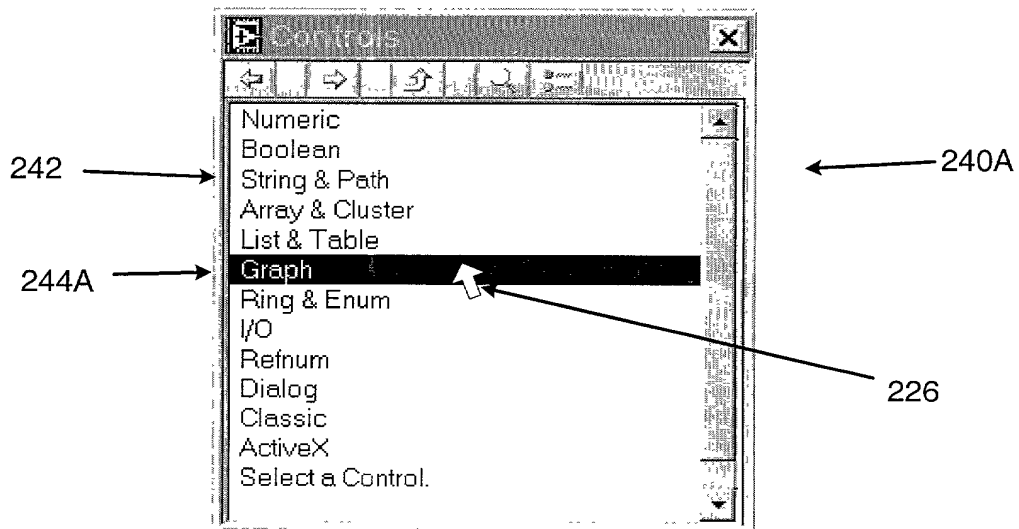 Controls
Numeric
Boolean
242
String & Path
240A
Array & Cluster
List & Table
244A
Graph
Ring & Enum
I/O
Refnum
Dialog
226
Classic
ActiveX
Select a Control.